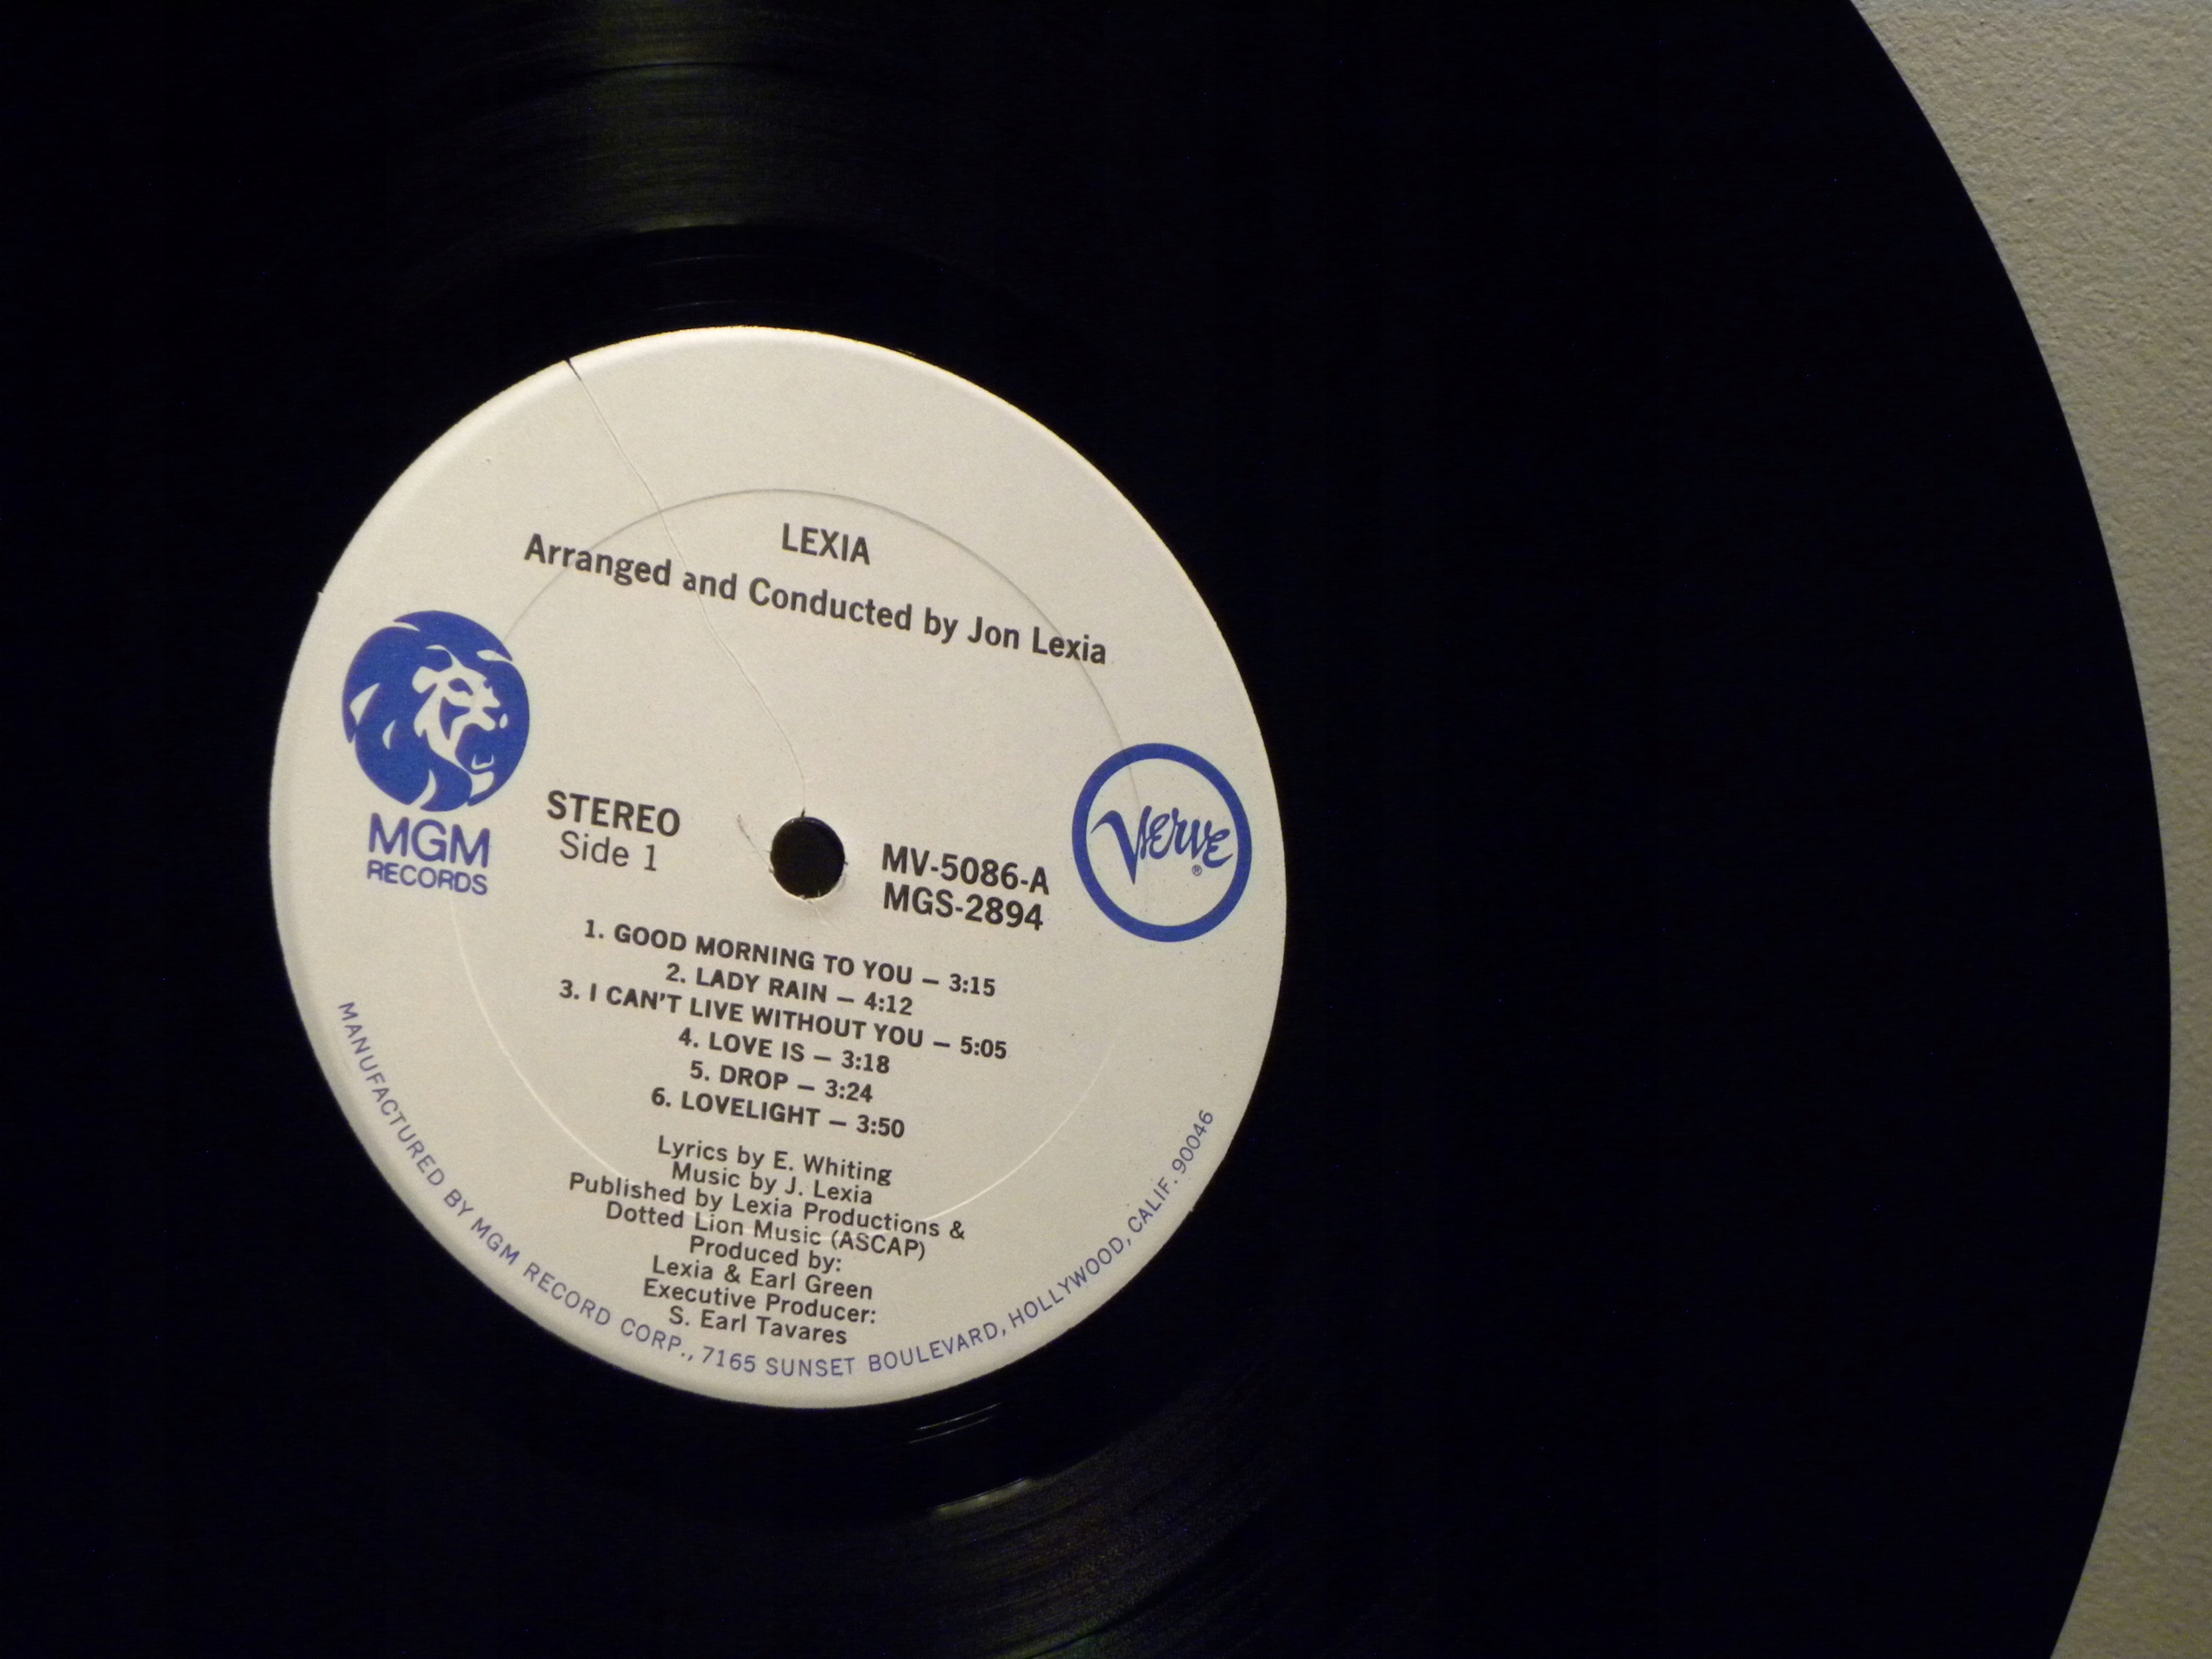 LEXIA
Arranged and Conducted by Jon Lexia
MGM
RECORDS
STEREO
Side 1
MV-5086-A
MGS-2894
VERVE
®
1. GOOD MORNING TO YOU — 3:15
2. LADY RAIN — 4:12
3. I CAN'T LIVE WITHOUT YOU — 5:05
4. LOVE IS — 3:18
5. DROP — 3:24
6. LOVELIGHT — 3:50
Lyrics by E. Whiting
Music by J. Lexia
Published by Lexia Productions &
Dotted Lion Music (ASCAP)
Produced by:
Lexia & Earl Green
Executive Producer:
S. Earl Tavares
MANUFACTURED BY MGM RECORD CORP., 7165 SUNSET BOULEVARD, HOLLYWOOD, CALIF. 90046